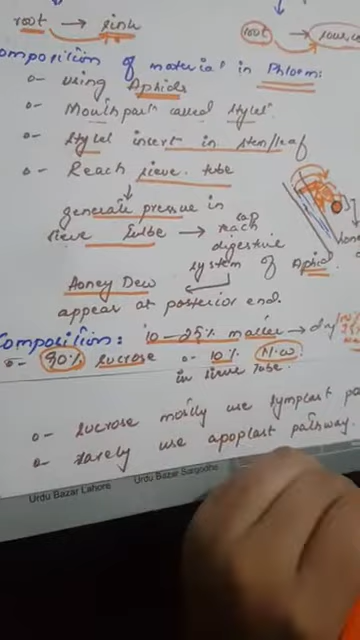 root → sink
root source
omposition of material in Phloem:
o- using Aphids
o- Mouth part called stylet.
o- stylet insert in stem/leaf
o- Reach sieve tube
generate pressure in
sieve tube → reach
digestive
system of Aphid.
Honey Dew
appear at posterior end.
Composition: 10-25% matter → dry
o- 90% sucrose o- 10% N.w
in sieve tube.
o- sucrose mostly use symplast pa
o- rarely use apoplast pathway.
Urdu Bazar Lahore Urdu Bazar Sargodha